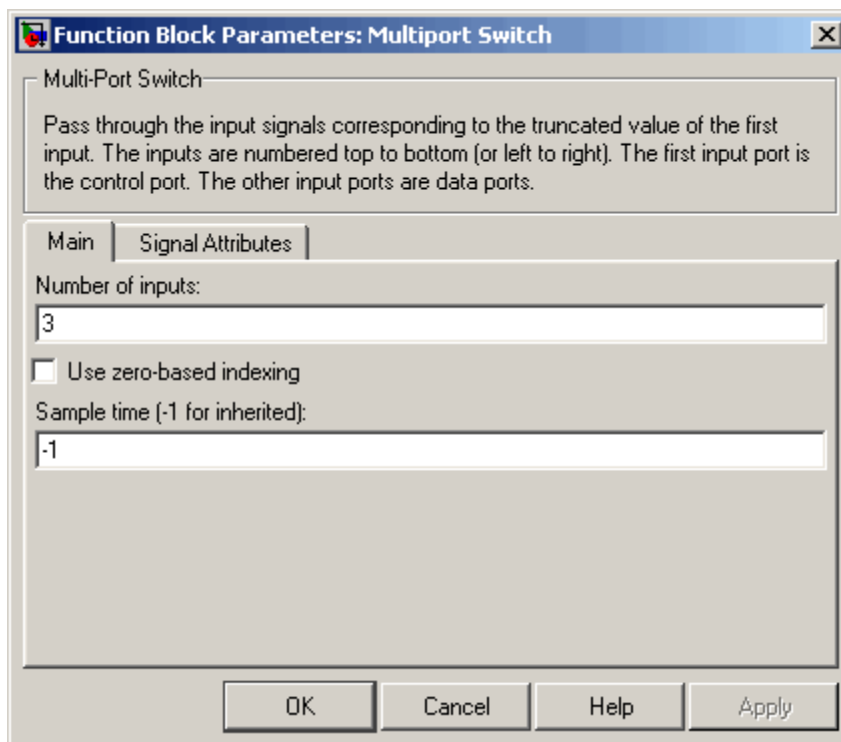 Function Block Parameters: Multiport Switch
Multi-Port Switch
Pass through the input signals corresponding to the truncated value of the first
input. The inputs are numbered top to bottom (or left to right). The first input port is
the control port. The other input ports are data ports.
Main Signal Attributes
Number of inputs:
3
Use zero-based indexing
Sample time (-1 for inherited):
-1
OK Cancel Help Apply